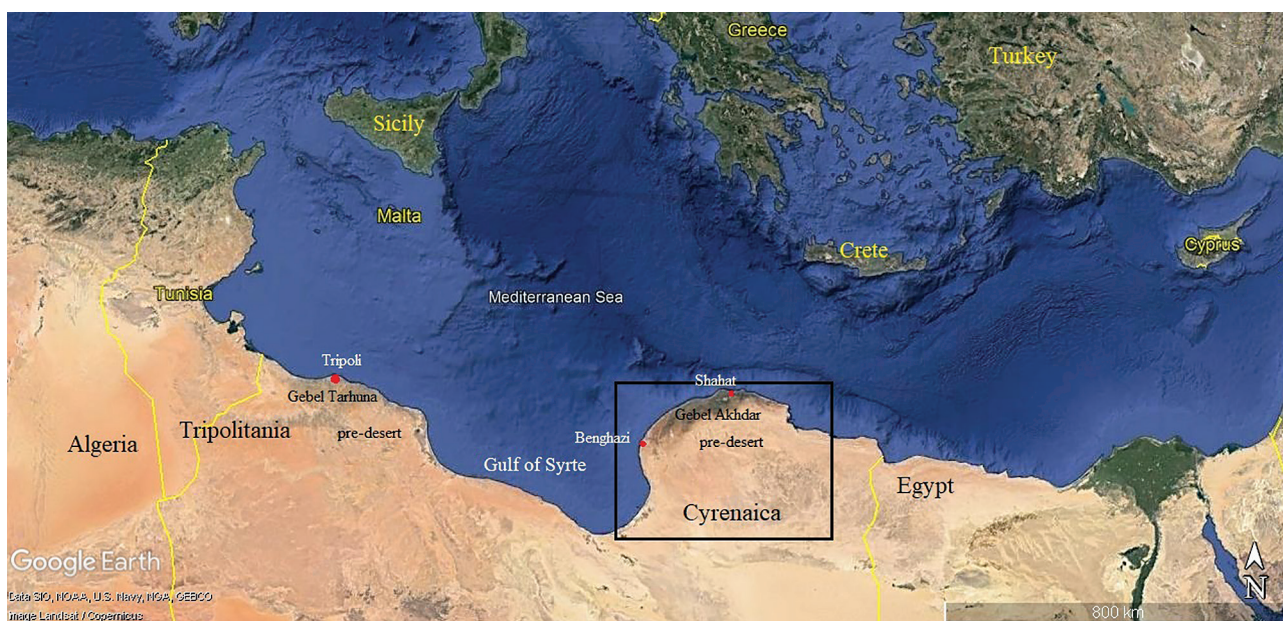 Greece
Turkey
Sicily
Malta
Crete
Cyprus
Tunisia
Mediterranean Sea
Tripoli
Shahat
Gebel Tarhuna
Gebel Akhdar
Algeria
Tripolitania
pre-desert
Benghazi
pre-desert
Gulf of Syrte
Egypt
Cyrenaica
Google Earth
Data SIO, NOAA, U.S. Navy, NGA, GEBCO
Image Landsat / Copernicus
N
800 km